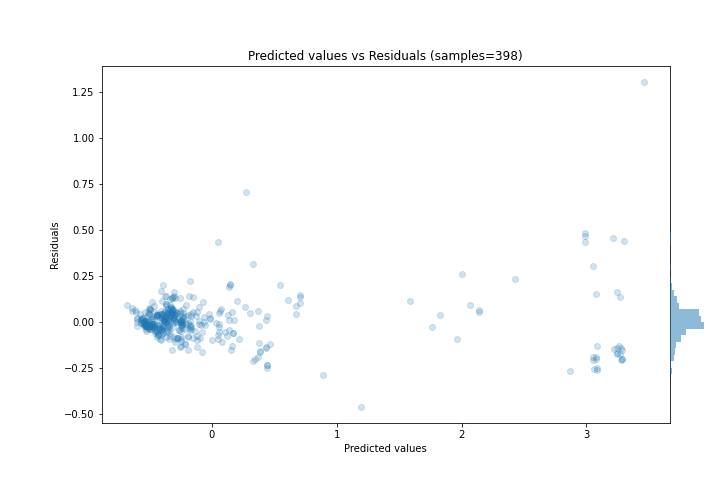 Predicted values vs Residuals (samples=398)
1.25
1.00
0.75
0.50
0.25
0.00
−0.25
−0.50
Residuals
0 1 2 3
Predicted values